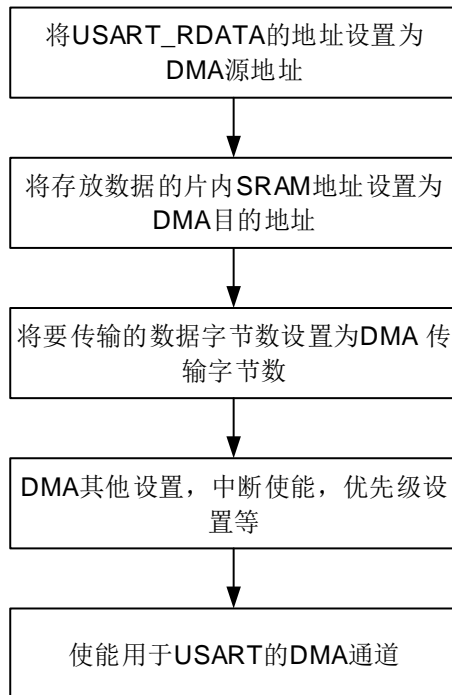 将USART_RDATA的地址设置为
DMA源地址
将存放数据的片内SRAM地址设置为
DMA目的地址
将要传输的数据字节数设置为DMA 传
输字节数
DMA其他设置，中断使能，优先级设
置等
使能用于USART的DMA通道